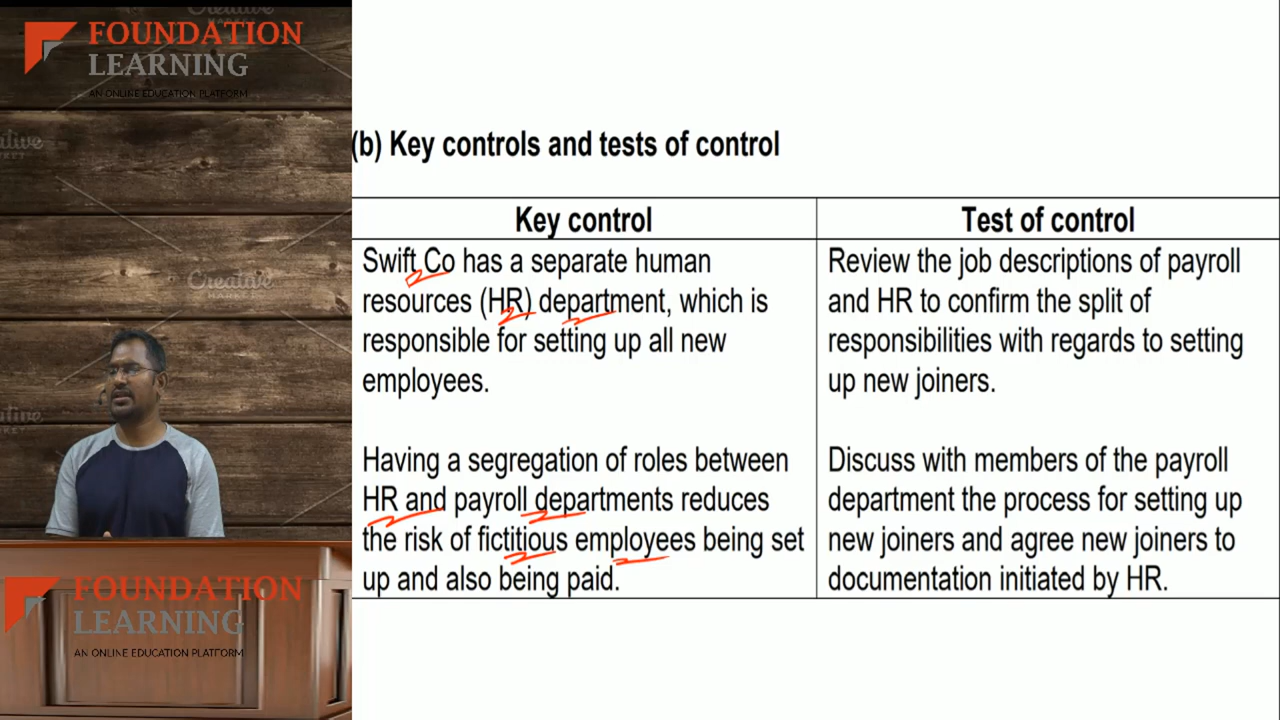 FOUNDATION
LEARNING
AN ONLINE EDUCATION PLATFORM
(b) Key controls and tests of control
Key control
Test of control
Swift Co has a separate human
resources (HR) department, which is
responsible for setting up all new
employees.
Review the job descriptions of payroll
and HR to confirm the split of
responsibilities with regards to setting
up new joiners.
Having a segregation of roles between
HR and payroll departments reduces
the risk of fictitious employees being set
up and also being paid.
Discuss with members of the payroll
department the process for setting up
new joiners and agree new joiners to
documentation initiated by HR.
Creative
MARKET
FOUNDATION
LEARNING
AN ONLINE EDUCATION PLATFORM